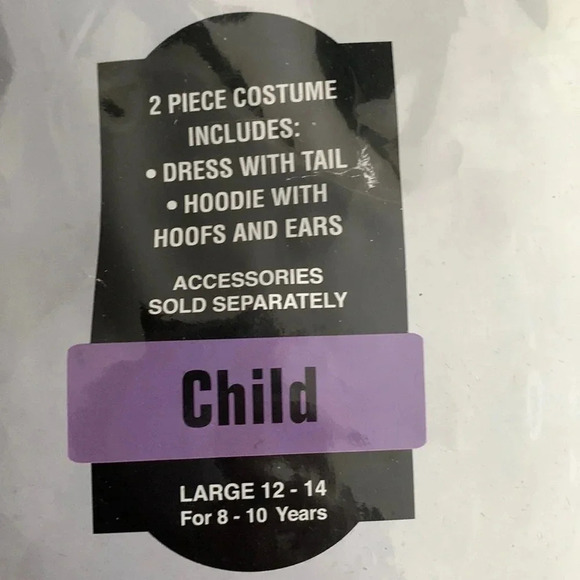 2 PIECE COSTUME
INCLUDES:
• DRESS WITH TAIL
• HOODIE WITH
HOOFS AND EARS
ACCESSORIES
SOLD SEPARATELY
Child
LARGE 12 - 14
For 8 - 10 Years